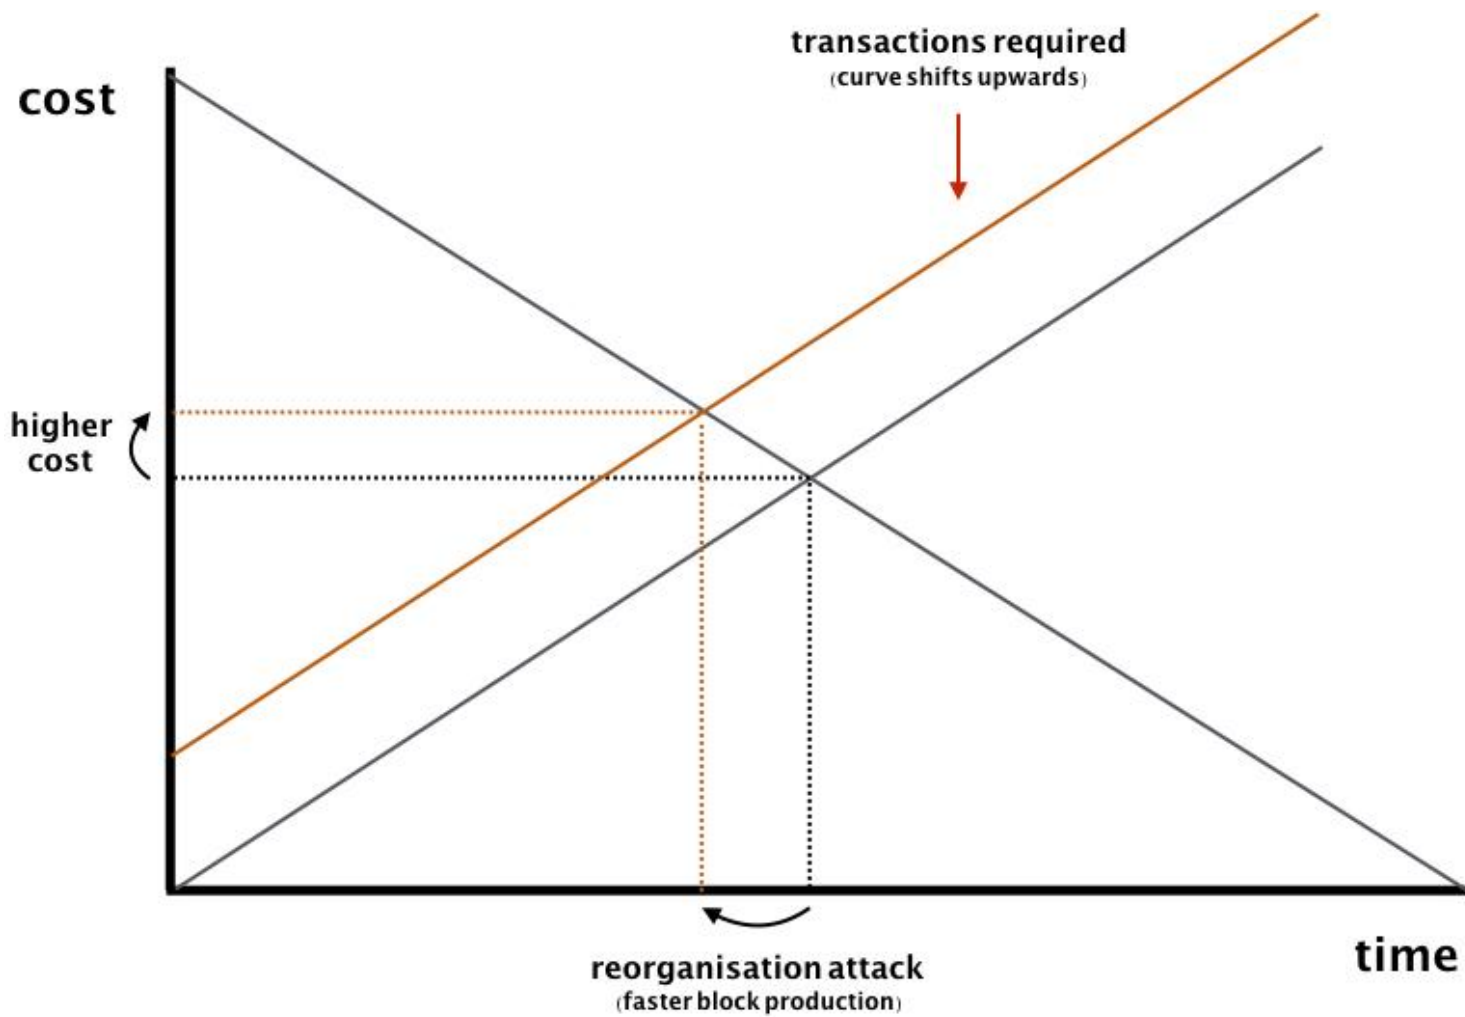 transactions required
(curve shifts upwards)
cost
higher
cost
reorganisation attack
(faster block production)
time